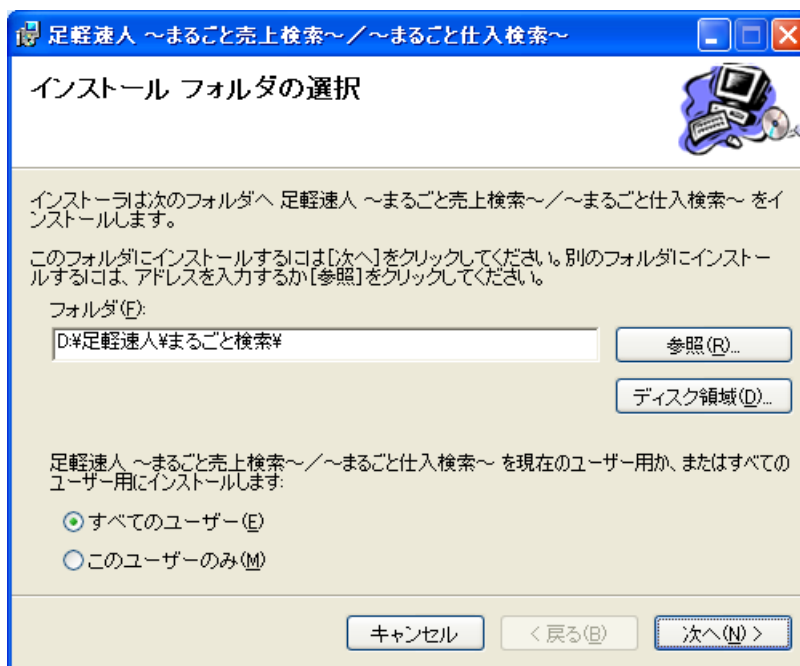 足軽速人 ～まるごと売上検索～／～まるごと仕入検索～
インストール フォルダの選択
インストーラは次のフォルダへ 足軽速人 ～まるごと売上検索～／～まるごと仕入検索～ をイ
ンストールします。
このフォルダにインストールするには[次へ]をクリックしてください。別のフォルダにインストー
ルするには、アドレスを入力するか[参照]をクリックしてください。
フォルダ(F):
D:¥足軽速人¥まるごと検索¥
参照(R)...
ディスク領域(D)...
足軽速人 ～まるごと売上検索～／～まるごと仕入検索～ を現在のユーザー用か、またはすべての
ユーザー用にインストールします:
すべてのユーザー(E)
このユーザーのみ(M)
キャンセル
< 戻る(B)
次へ(N) >